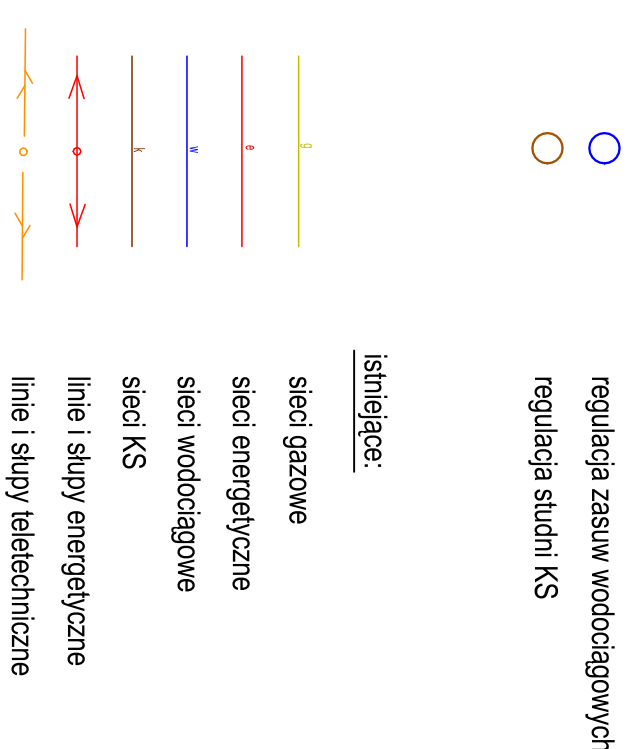 regulacja zasuw wodociągowych
regulacja studni KS
istniejące:
g sieci gazowe
e sieci energetyczne
w sieci wodociągowe
k sieci KS
linie i słupy energetyczne
linie i słupy teletechniczne